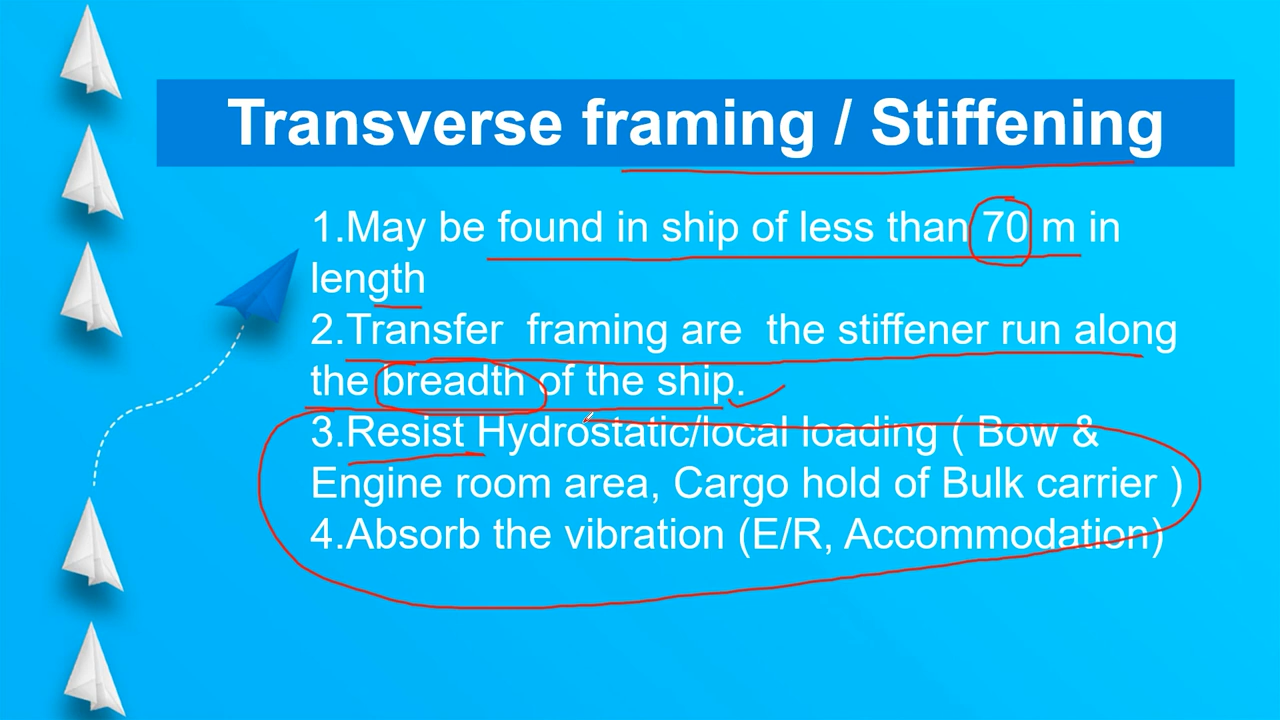 Transverse framing / Stiffening
1.May be found in ship of less than 70 m in
length
2.Transfer framing are the stiffener run along
the breadth of the ship.
3.Resist Hydrostatic/local loading ( Bow &
Engine room area, Cargo hold of Bulk carrier )
4.Absorb the vibration (E/R, Accommodation)